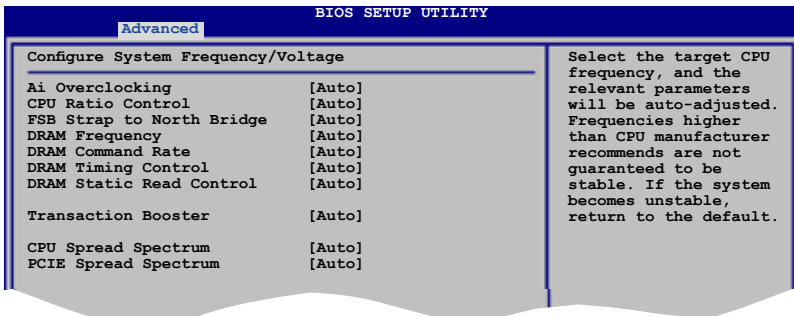 BIOS SETUP UTILITY
Advanced
Configure System Frequency/Voltage
Ai Overclocking [Auto]
CPU Ratio Control [Auto]
FSB Strap to North Bridge [Auto]
DRAM Frequency [Auto]
DRAM Command Rate [Auto]
DRAM Timing Control [Auto]
DRAM Static Read Control [Auto]
Transaction Booster [Auto]
CPU Spread Spectrum [Auto]
PCIE Spread Spectrum [Auto]
Select the target CPU
frequency, and the
relevant parameters
will be auto-adjusted.
Frequencies higher
than CPU manufacturer
recommends are not
guaranteed to be
stable. If the system
becomes unstable,
return to the default.